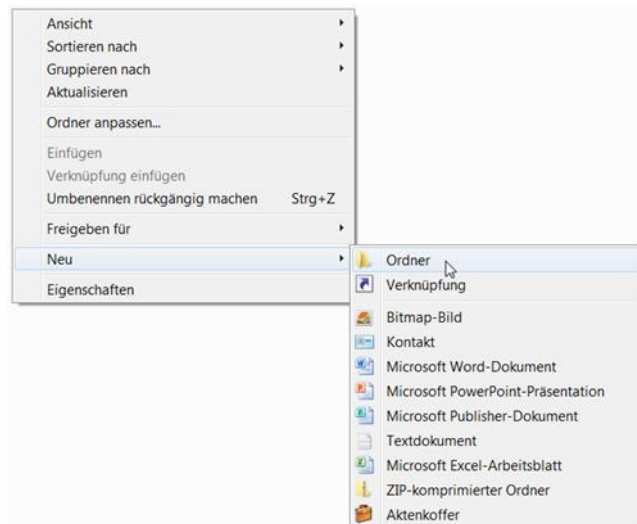 Ansicht
Sortieren nach
Gruppieren nach
Aktualisieren
Ordner anpassen...
Einfügen
Verknüpfung einfügen
Umbenennen rückgängig machen Strg+Z
Freigeben für
Neu
Eigenschaften
Ordner
Verknüpfung
Bitmap-Bild
Kontakt
Microsoft Word-Dokument
Microsoft PowerPoint-Präsentation
Microsoft Publisher-Dokument
Textdokument
Microsoft Excel-Arbeitsblatt
ZIP-komprimierter Ordner
Aktenkoffer